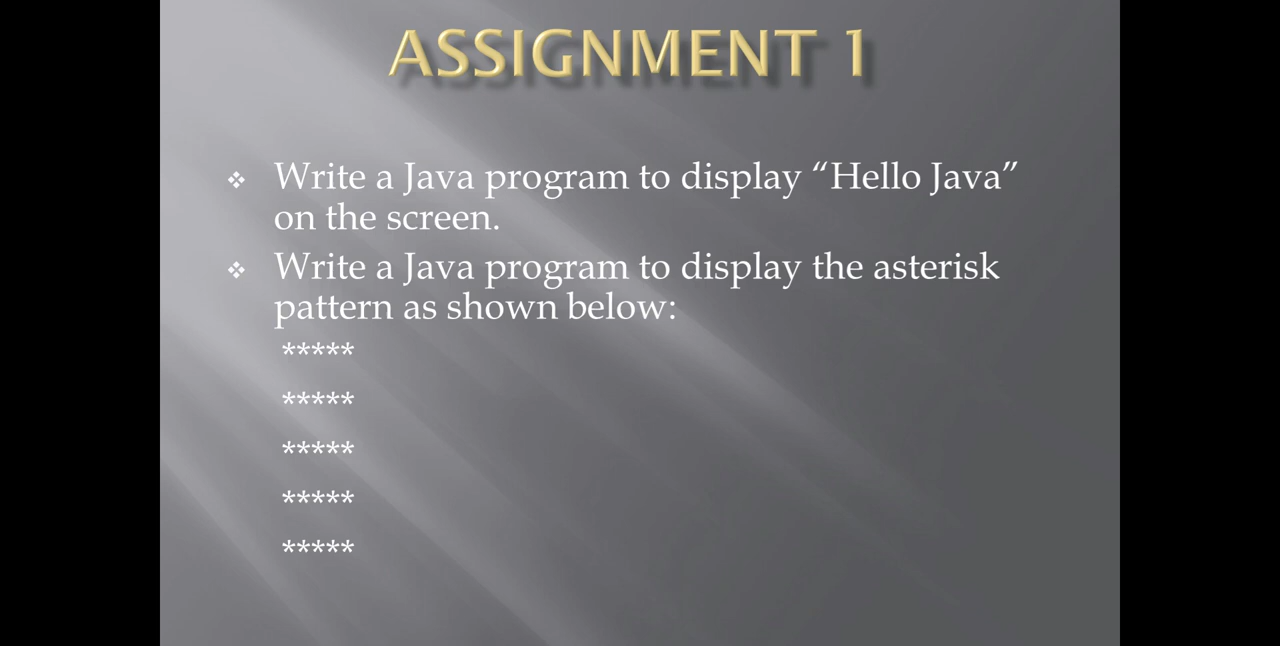 ASSIGNMENT 1
❖ Write a Java program to display “Hello Java”
on the screen.
❖ Write a Java program to display the asterisk
pattern as shown below:
*****
*****
*****
*****
*****